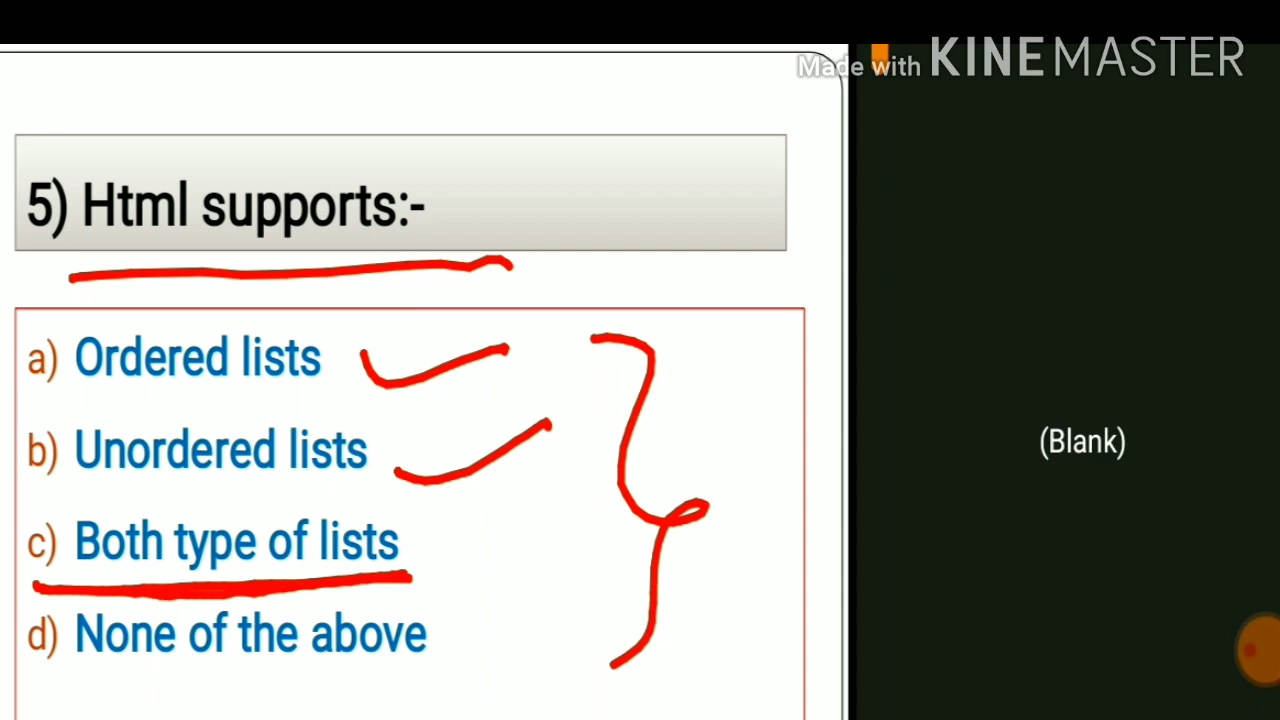 Made with KINEMASTER
5) Html supports:-
a) Ordered lists
b) Unordered lists
c) Both type of lists
d) None of the above
(Blank)